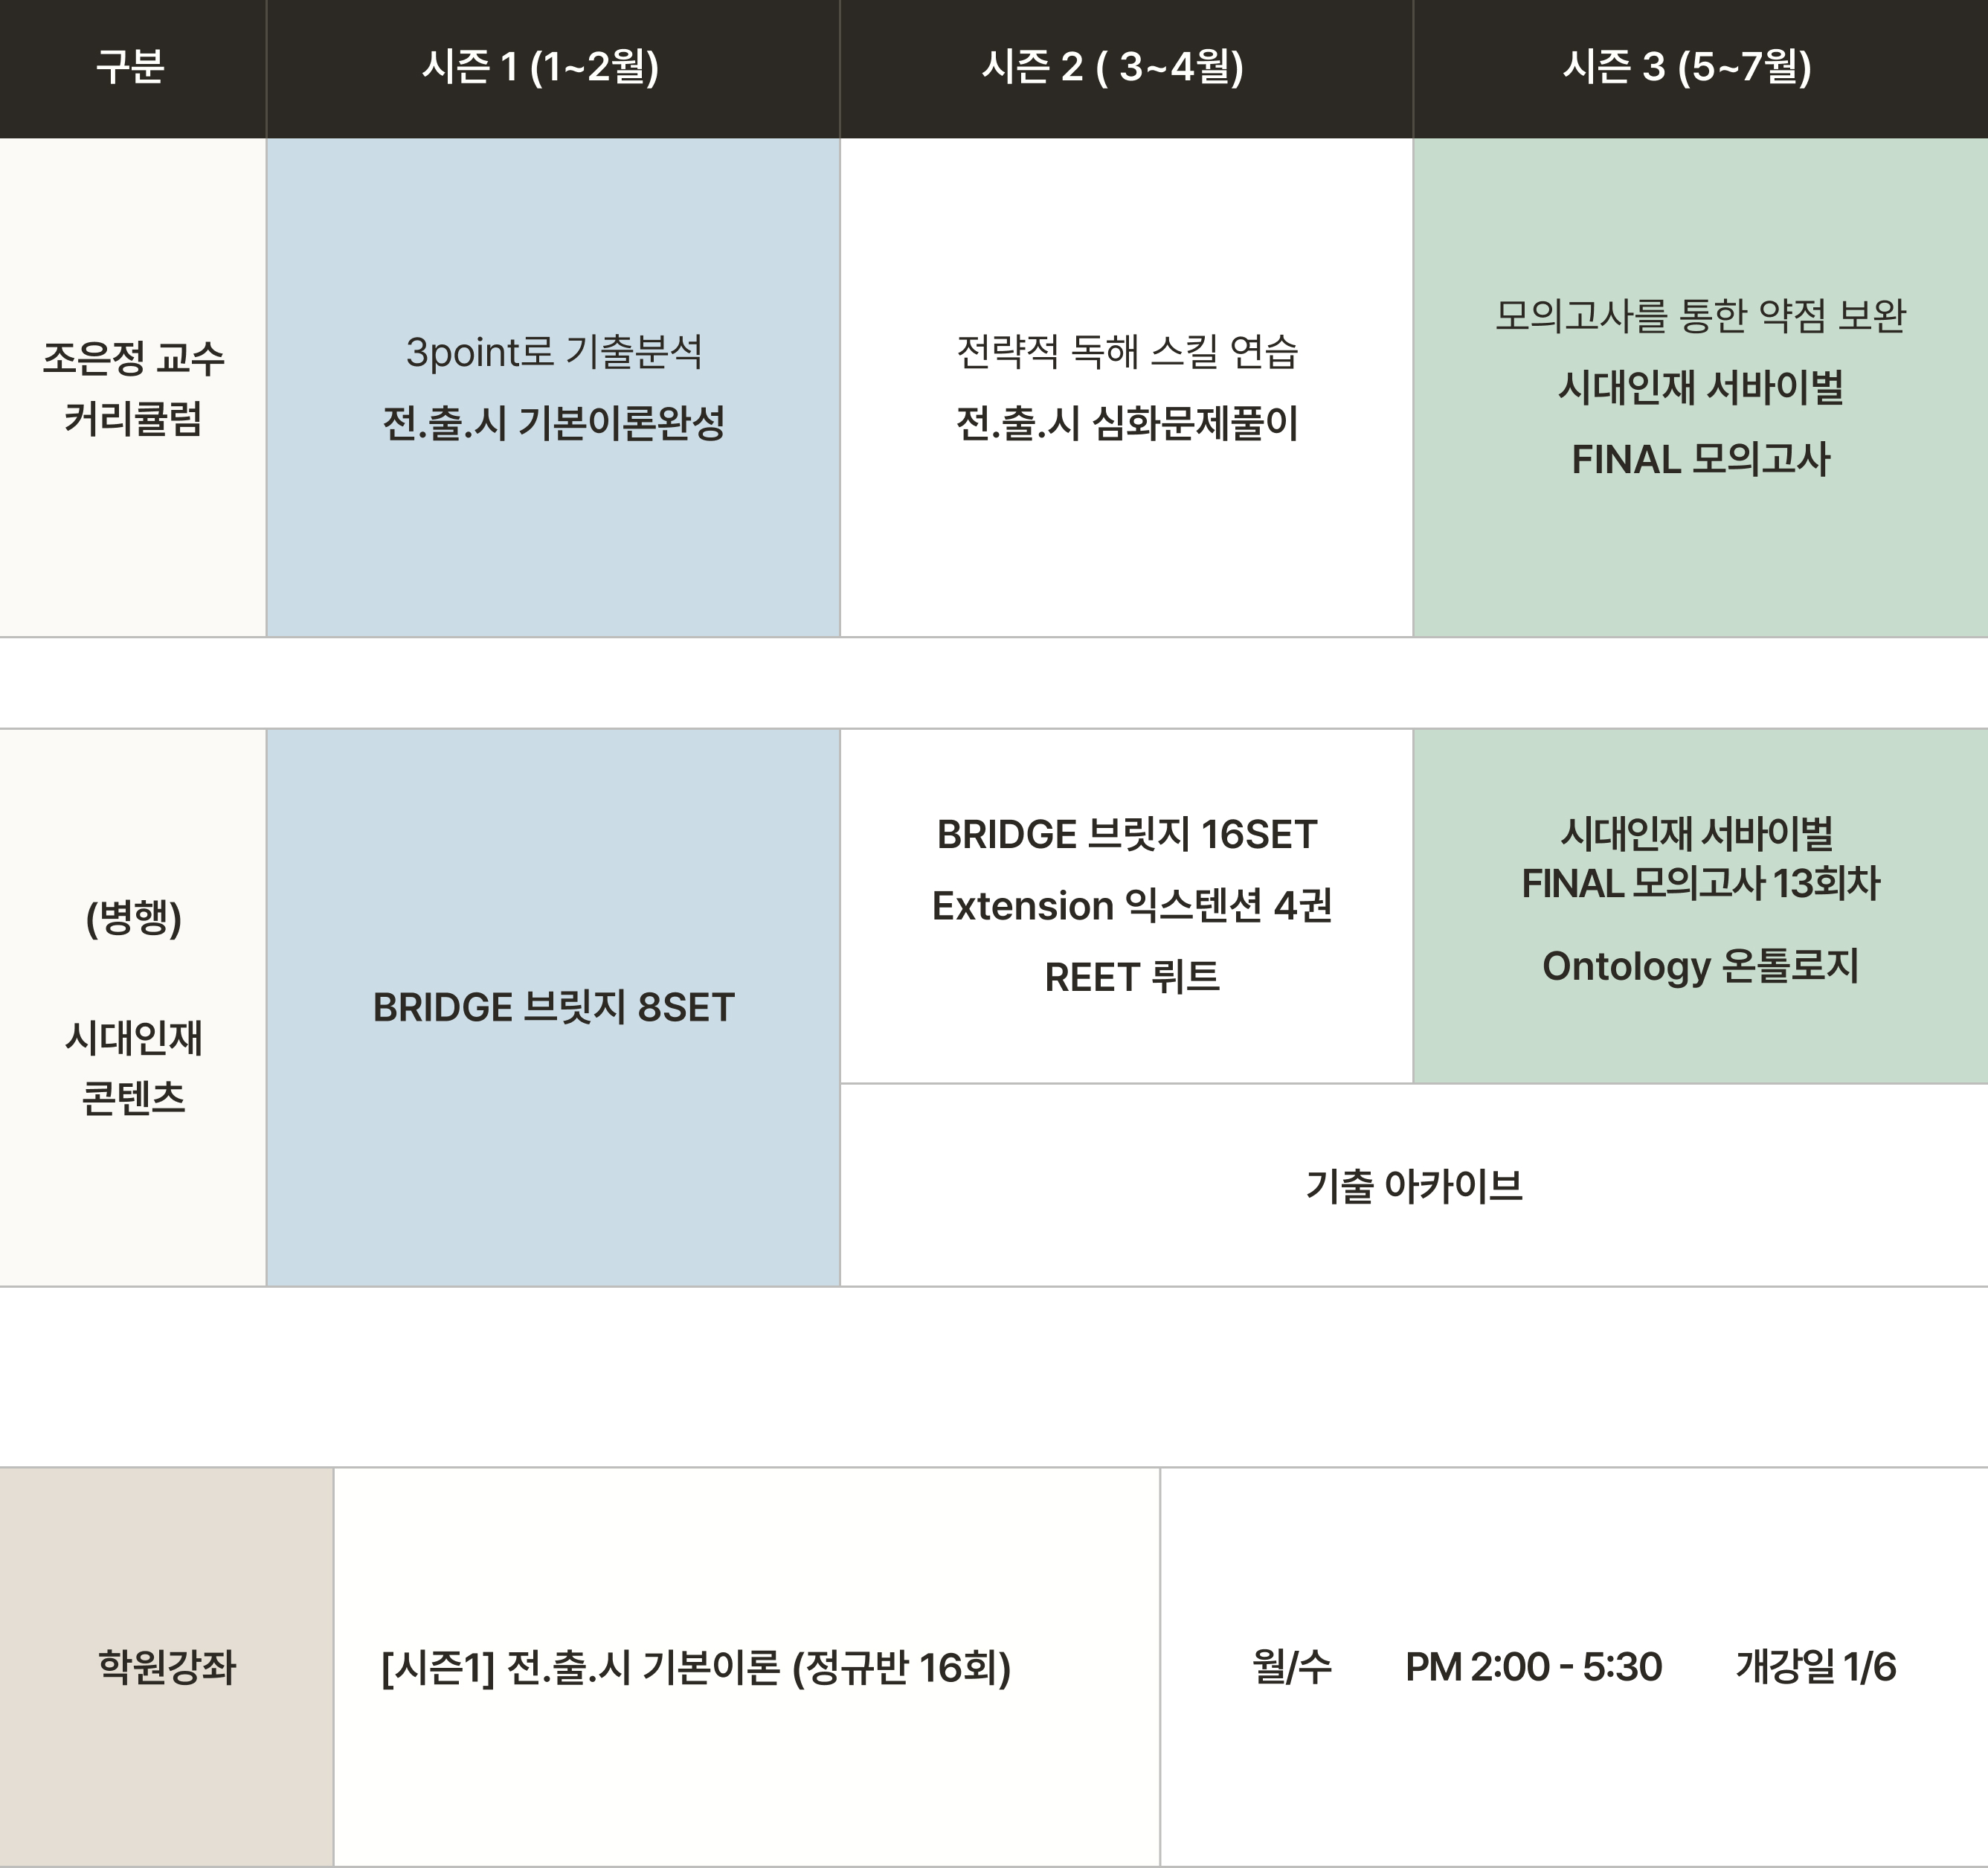 구분
시즌 1 (1~2월)
시즌 2 ( 3~4월)
시즌 3 (5~7월)
조은정 교수
커리큘럼
3point로 기출분석
전.출.시 기본이론완성
전략적 독해 스킬 연습
전.출.시 심화문제풀이
모의고사를 통한 약점 보완
시대인재 서바이벌
FINAL 모의고사
(병행)
시대인재
콘텐츠
BRIDGE 브릿지 8SET
BRIDGE 브릿지 16SET
Extension 익스텐션 4권
REET 뤼트
시대인재 서바이벌
FINAL 모의고사 13회차
Ontology 온톨로지
기출 아카이브
학원강좌
[시즌1] 전.출.시 기본이론 (정규반 16회)
월/수
PM2:00 - 5:30
개강일 1/6